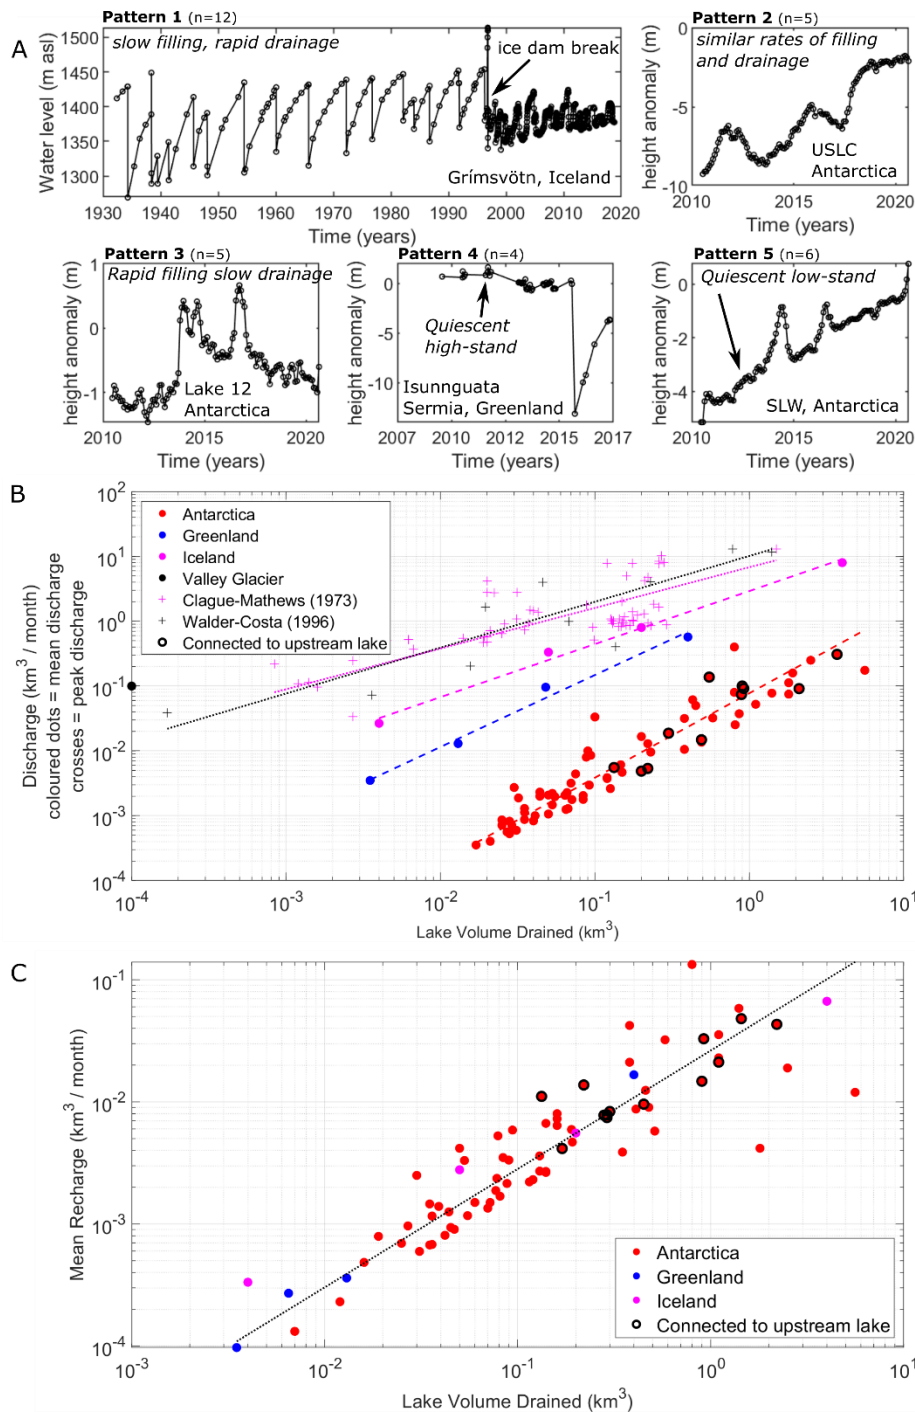 Pattern 1 (n=12)
A
slow filling, rapid drainage
ice dam break
Grímsvötn, Iceland
Water level (m asl)
1500
1450
1400
1350
1300
1930 1940 1950 1960 1970 1980 1990 2000 2010 2020
Time (years)
Pattern 2 (n=5)
similar rates of filling
and drainage
USLC
Antarctica
height anomaly (m)
0
-5
-10
2010 2015 2020
Time (years)
Pattern 3 (n=5)
Rapid filling slow drainage
Lake 12
Antarctica
height anomaly (m)
1
0
-1
2010 2015 2020
Time (years)
Pattern 4 (n=4)
Quiescent
high-stand
Isunnguata
Sermia, Greenland
height anomaly (m)
0
-5
-10
2007 2010 2012 2015 2017
Time (years)
Pattern 5 (n=6)
Quiescent low-stand
SLW, Antarctica
height anomaly (m)
-2
-4
2010 2015 2020
Time (years)
B
Antarctica
Greenland
Iceland
Valley Glacier
Clague-Mathews (1973)
Walder-Costa (1996)
Connected to upstream lake
Discharge (km³ / month)
coloured dots = mean discharge
crosses = peak discharge
10²
10¹
10⁰
10⁻¹
10⁻²
10⁻³
10⁻⁴
10⁻⁴ 10⁻³ 10⁻² 10⁻¹ 10⁰ 10¹
Lake Volume Drained (km³)
C
Mean Recharge (km³ / month)
10⁻¹
10⁻²
10⁻³
10⁻⁴
Antarctica
Greenland
Iceland
Connected to upstream lake
10⁻³ 10⁻² 10⁻¹ 10⁰ 10¹
Lake Volume Drained (km³)